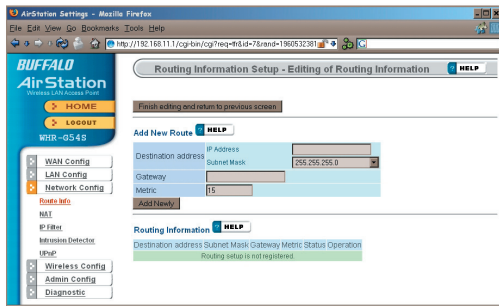 AirStation Settings - Mozilla Firefox
File Edit View Go Bookmarks Tools Help
http://192.168.11.1/cgi-bin/cgi?req=tfr&id=7&rand=1960532381
BUFFALO
AirStation
Wireless LAN Access Point
HOME
LOGOUT
WHR-G54S
WAN Config
LAN Config
Network Config
Route Info
NAT
IP Filter
Intrusion Detector
UPnP
Wireless Config
Admin Config
Diagnostic
Routing Information Setup - Editing of Routing Information ? HELP
Finish editing and return to previous screen
Add New Route ? HELP
Destination address
IP Address
Subnet Mask 255.255.255.0
Gateway
Metric 15
Add Newly
Routing Information ? HELP
Destination address Subnet Mask Gateway Metric Status Operation
Routing setup is not registered.